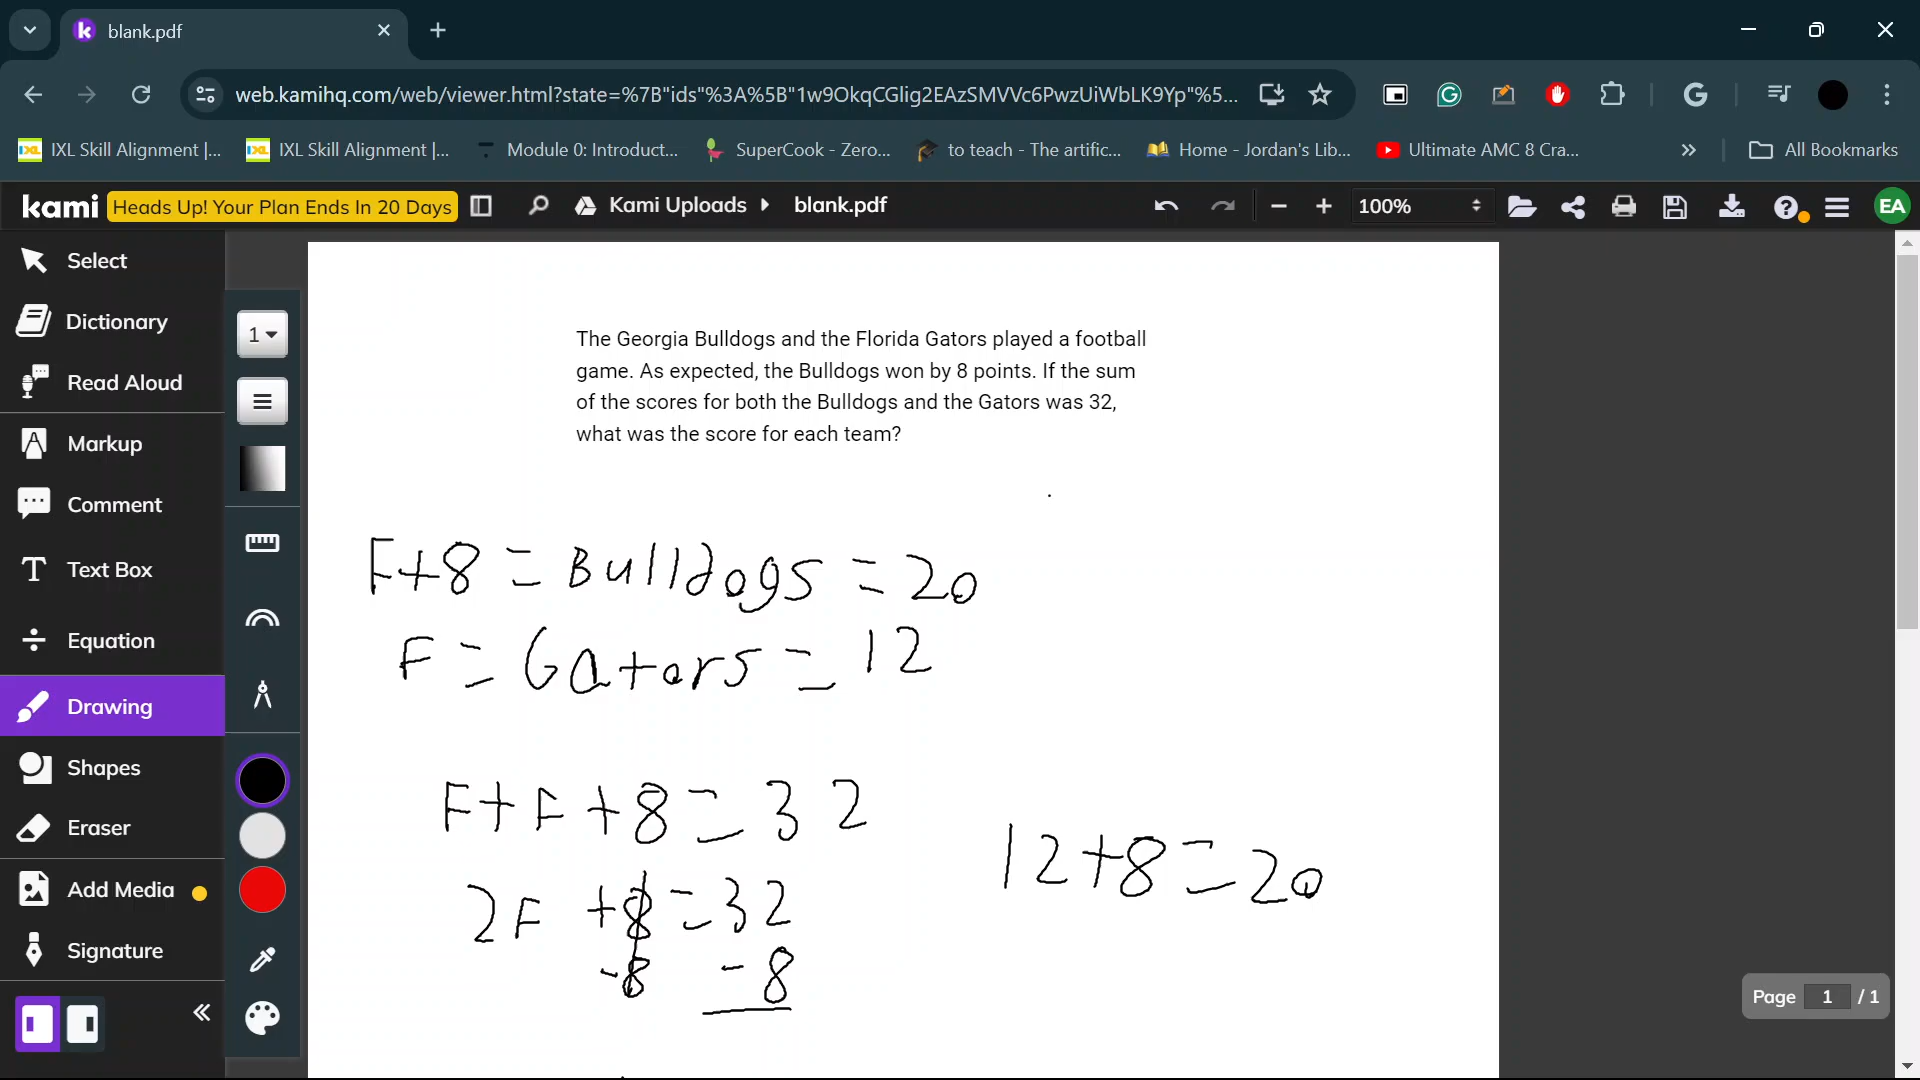 blank.pdf
web.kamihq.com/web/viewer.html?state=%7B"ids"%3A%5B"1w9OkqCGlig2EAzSMVVc6PwzUiWbLK9Yp"%5...
IXL Skill Alignment |... IXL Skill Alignment |... Module 0: Introduct... SuperCook - Zero... to teach - The artific... Home - Jordan's Lib... Ultimate AMC 8 Cra... » All Bookmarks
kami Heads Up! Your Plan Ends In 20 Days Kami Uploads blank.pdf 100% EA
Select
Dictionary
Read Aloud
Markup
Comment
Text Box
Equation
Drawing
Shapes
Eraser
Add Media
Signature
1
The Georgia Bulldogs and the Florida Gators played a football
game. As expected, the Bulldogs won by 8 points. If the sum
of the scores for both the Bulldogs and the Gators was 32,
what was the score for each team?
F+8=Bulldogs=20
F=Gators=12
F+F+8=32
2F +8=32
-8 -8
12+8=20
Page 1 / 1